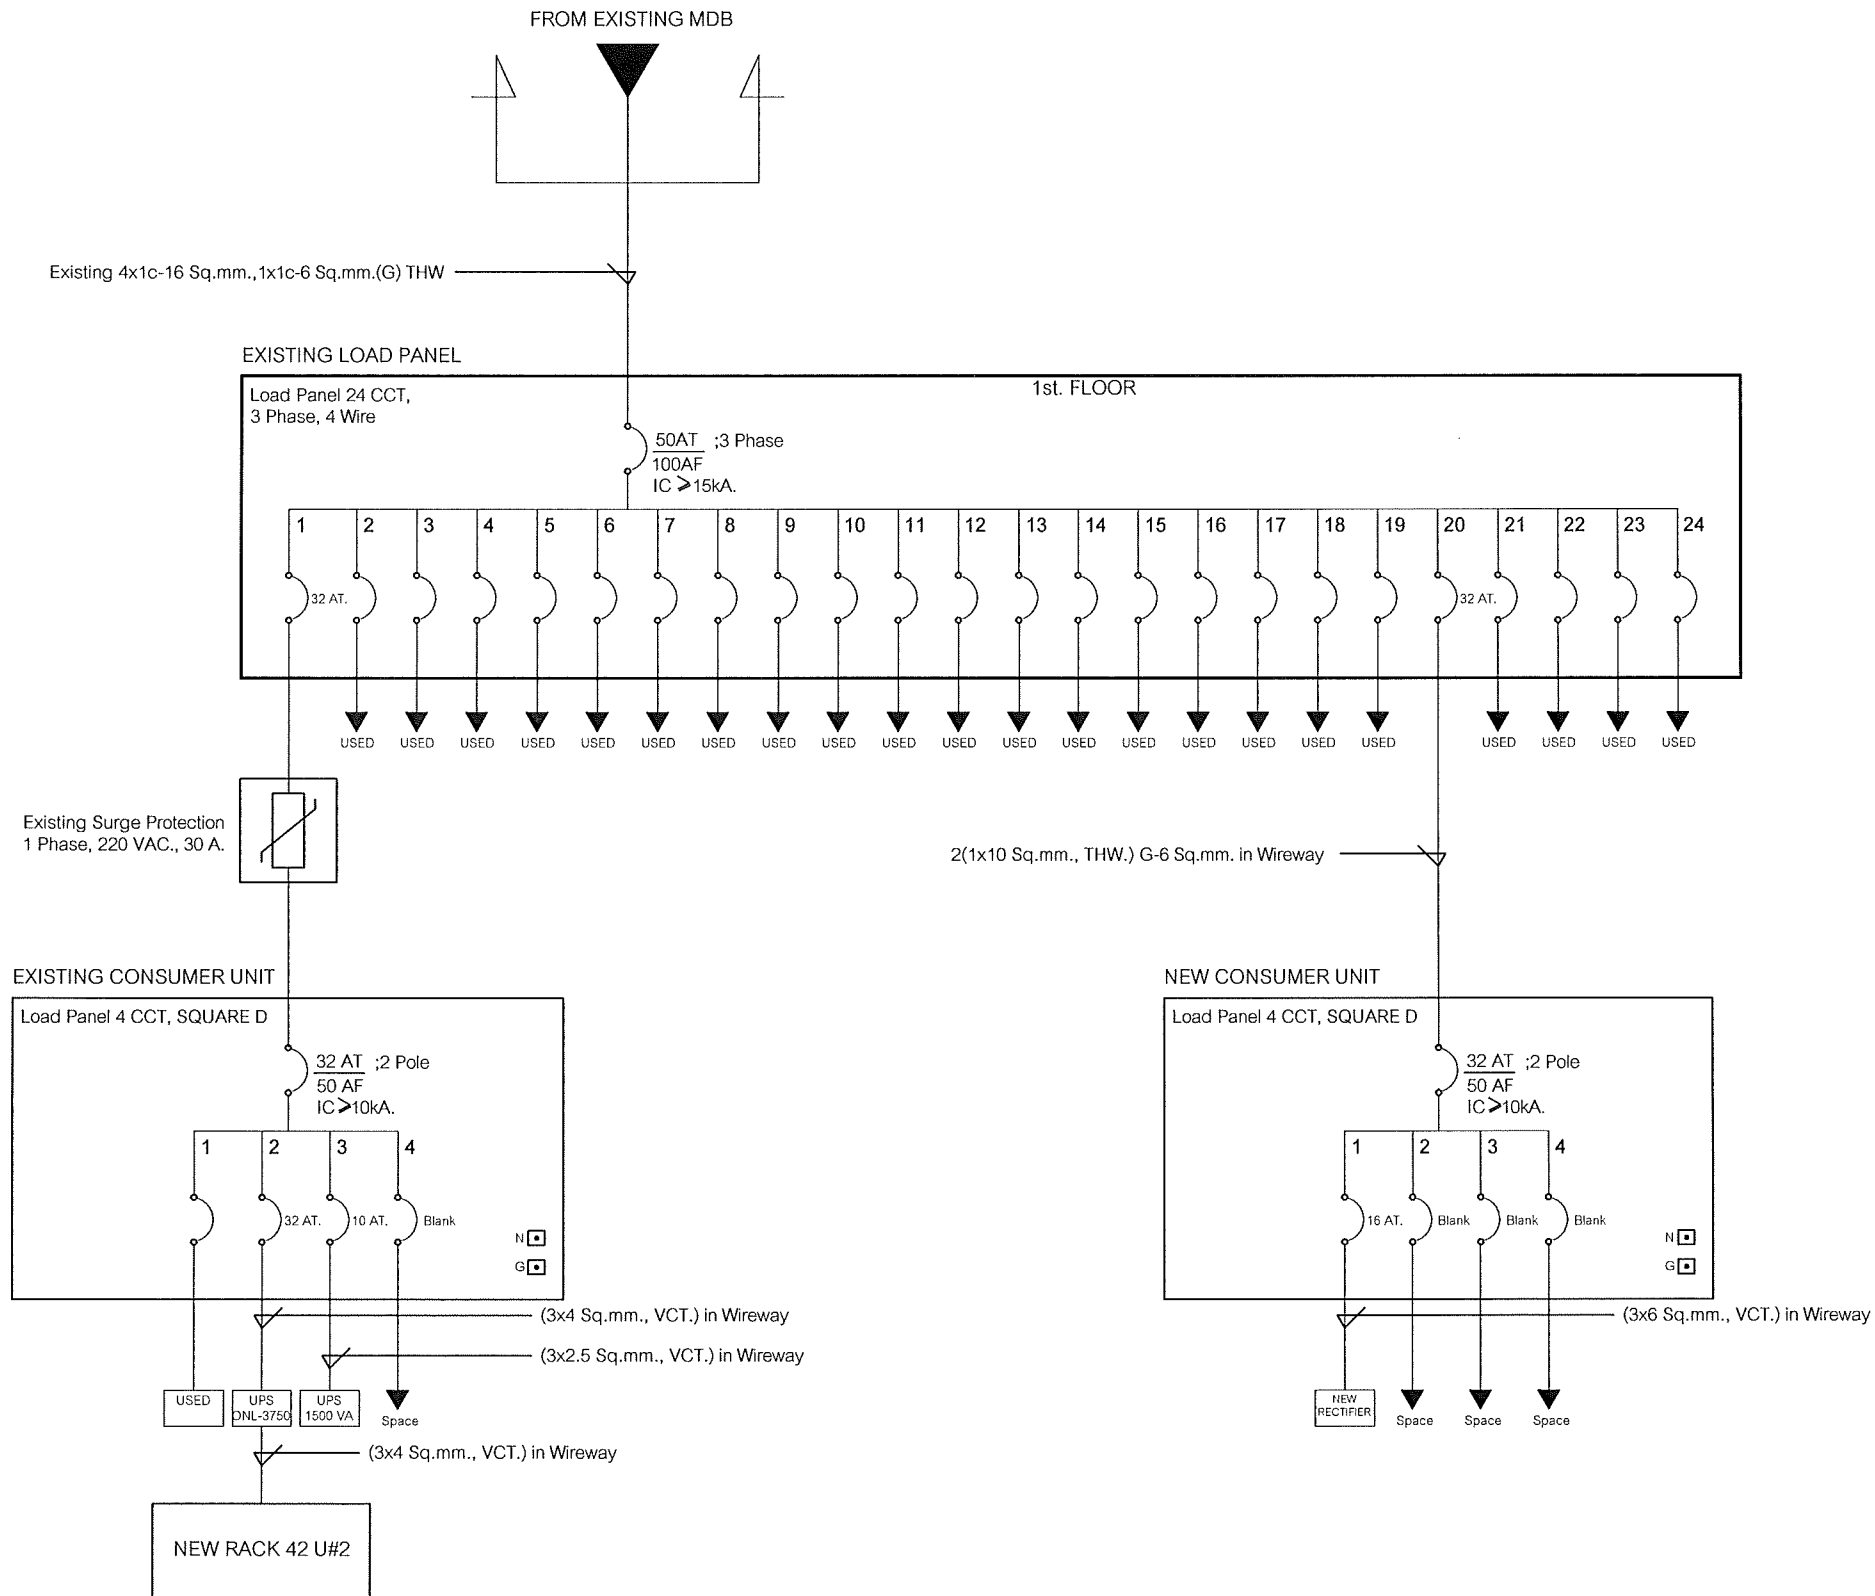 FROM EXISTING MDB
Existing 4x1c-16 Sq.mm.,1x1c-6 Sq.mm.(G) THW
EXISTING LOAD PANEL
Load Panel 24 CCT,
3 Phase, 4 Wire
1st. FLOOR
50AT ;3 Phase
100AF
IC ⩾15kA.
1 2 3 4 5 6 7 8 9 10 11 12 13 14 15 16 17 18 19 20 21 22 23 24
32 AT. 32 AT.
USED USED USED USED USED USED USED USED USED USED USED USED USED USED USED USED USED USED USED USED USED USED
Existing Surge Protection
1 Phase, 220 VAC., 30 A.
2(1x10 Sq.mm., THW.) G-6 Sq.mm. in Wireway
EXISTING CONSUMER UNIT
Load Panel 4 CCT, SQUARE D
32 AT ;2 Pole
50 AF
IC ⩾10kA.
1 2 3 4
32 AT. 10 AT. Blank
N
G
(3x4 Sq.mm., VCT.) in Wireway
(3x2.5 Sq.mm., VCT.) in Wireway
USED
UPS
ONL-3750
UPS
1500 VA
Space
(3x4 Sq.mm., VCT.) in Wireway
NEW RACK 42 U#2
NEW CONSUMER UNIT
Load Panel 4 CCT, SQUARE D
32 AT ;2 Pole
50 AF
IC ⩾10kA.
1 2 3 4
16 AT. Blank Blank Blank
N
G
(3x6 Sq.mm., VCT.) in Wireway
NEW
RECTIFIER
Space Space Space